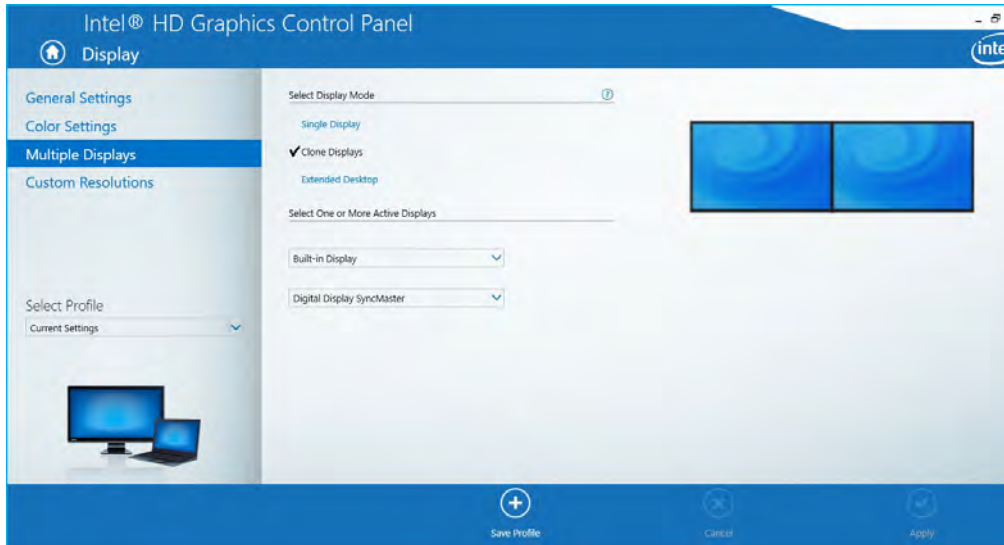 Intel® HD Graphics Control Panel
Display
General Settings
Color Settings
Multiple Displays
Custom Resolutions
Select Profile
Current Settings
Select Display Mode
Single Display
Clone Displays
Extended Desktop
Select One or More Active Displays
Built-in Display
Digital Display SyncMaster
Save Profile
Cancel
Apply